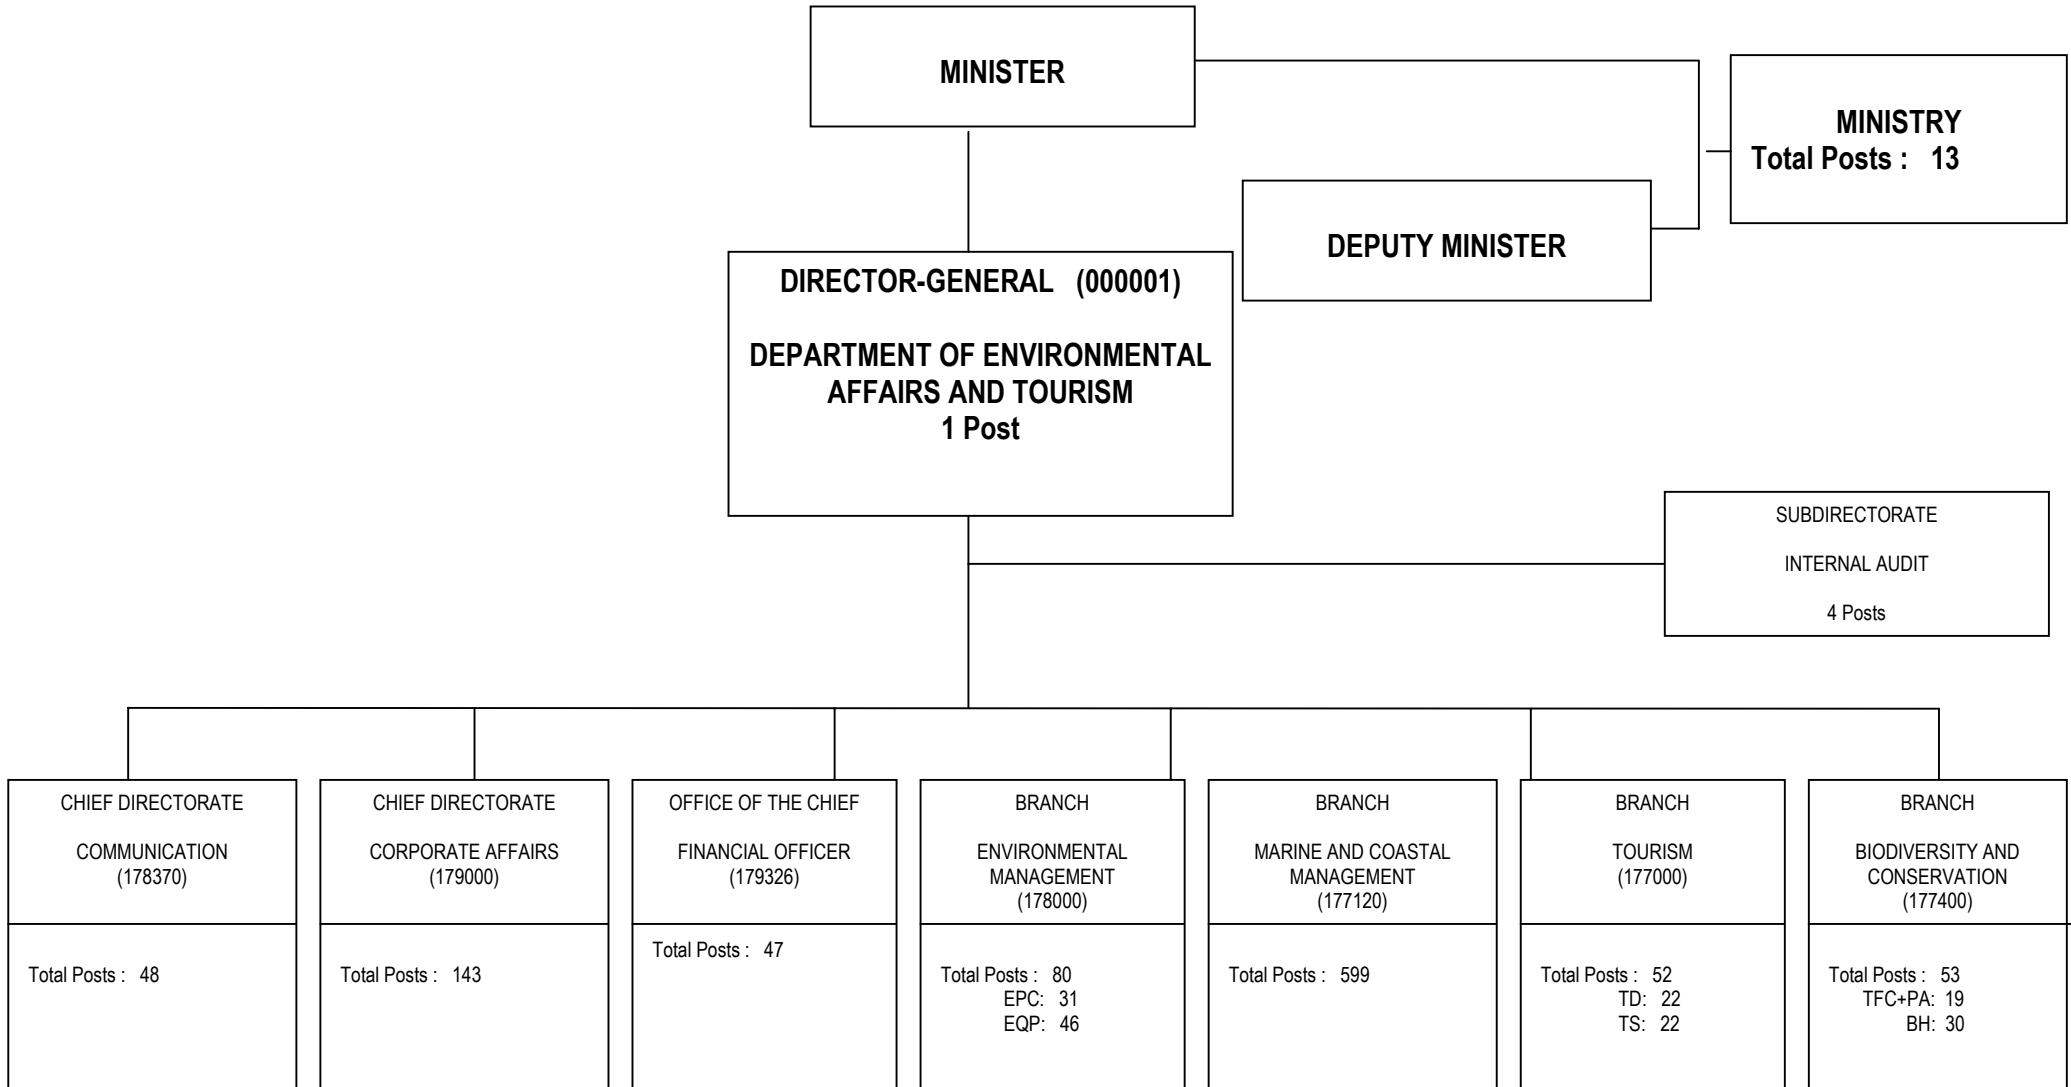 MINISTER
MINISTRY
Total Posts : 13
DEPUTY MINISTER
DIRECTOR-GENERAL (000001)
DEPARTMENT OF ENVIRONMENTAL
AFFAIRS AND TOURISM
1 Post
SUBDIRECTORATE
INTERNAL AUDIT
4 Posts
CHIEF DIRECTORATE
COMMUNICATION
(178370)
Total Posts : 48
CHIEF DIRECTORATE
CORPORATE AFFAIRS
(179000)
Total Posts : 143
OFFICE OF THE CHIEF
FINANCIAL OFFICER
(179326)
Total Posts : 47
BRANCH
ENVIRONMENTAL
MANAGEMENT
(178000)
Total Posts : 80
EPC: 31
EQP: 46
BRANCH
MARINE AND COASTAL
MANAGEMENT
(177120)
Total Posts : 599
BRANCH
TOURISM
(177000)
Total Posts : 52
TD: 22
TS: 22
BRANCH
BIODIVERSITY AND
CONSERVATION
(177400)
Total Posts : 53
TFC+PA: 19
BH: 30